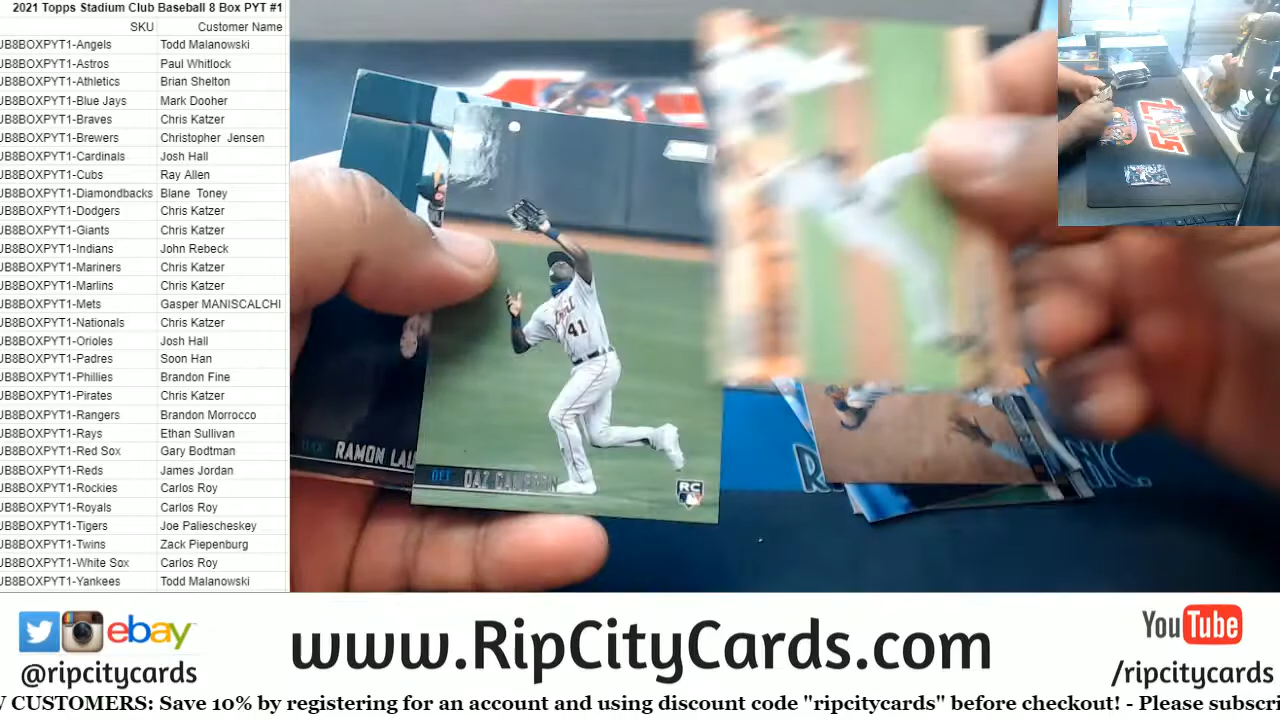 2021 Topps Stadium Club Baseball 8 Box PYT #1
SKU Customer Name
JB8BOXPYT1-Angels Todd Malanowski
JB8BOXPYT1-Astros Paul Whitlock
JB8BOXPYT1-Athletics Brian Shelton
JB8BOXPYT1-Blue Jays Mark Dooher
JB8BOXPYT1-Braves Chris Katzer
JB8BOXPYT1-Brewers Christopher Jensen
JB8BOXPYT1-Cardinals Josh Hall
JB8BOXPYT1-Cubs Ray Allen
JB8BOXPYT1-Diamondbacks Blane Toney
JB8BOXPYT1-Dodgers Chris Katzer
JB8BOXPYT1-Giants Chris Katzer
JB8BOXPYT1-Indians John Rebeck
JB8BOXPYT1-Mariners Chris Katzer
JB8BOXPYT1-Marlins Chris Katzer
JB8BOXPYT1-Mets Gasper MANISCALCHI
JB8BOXPYT1-Nationals Chris Katzer
JB8BOXPYT1-Orioles Josh Hall
JB8BOXPYT1-Padres Soon Han
JB8BOXPYT1-Phillies Brandon Fine
JB8BOXPYT1-Pirates Chris Katzer
JB8BOXPYT1-Rangers Brandon Morrocco
JB8BOXPYT1-Rays Ethan Sullivan
JB8BOXPYT1-Red Sox Gary Bodtman
JB8BOXPYT1-Reds James Jordan
JB8BOXPYT1-Rockies Carlos Roy
JB8BOXPYT1-Royals Carlos Roy
JB8BOXPYT1-Tigers Joe Paliescheskey
JB8BOXPYT1-Twins Zack Piepenburg
JB8BOXPYT1-White Sox Carlos Roy
JB8BOXPYT1-Yankees Todd Malanowski
41
OAK RAMON LAU
DET DAZ CAMERON
RC
ebay
@ripcitycards
www.RipCityCards.com
YouTube
/ripcitycards
V CUSTOMERS: Save 10% by registering for an account and using discount code "ripcitycards" before checkout! - Please subscri